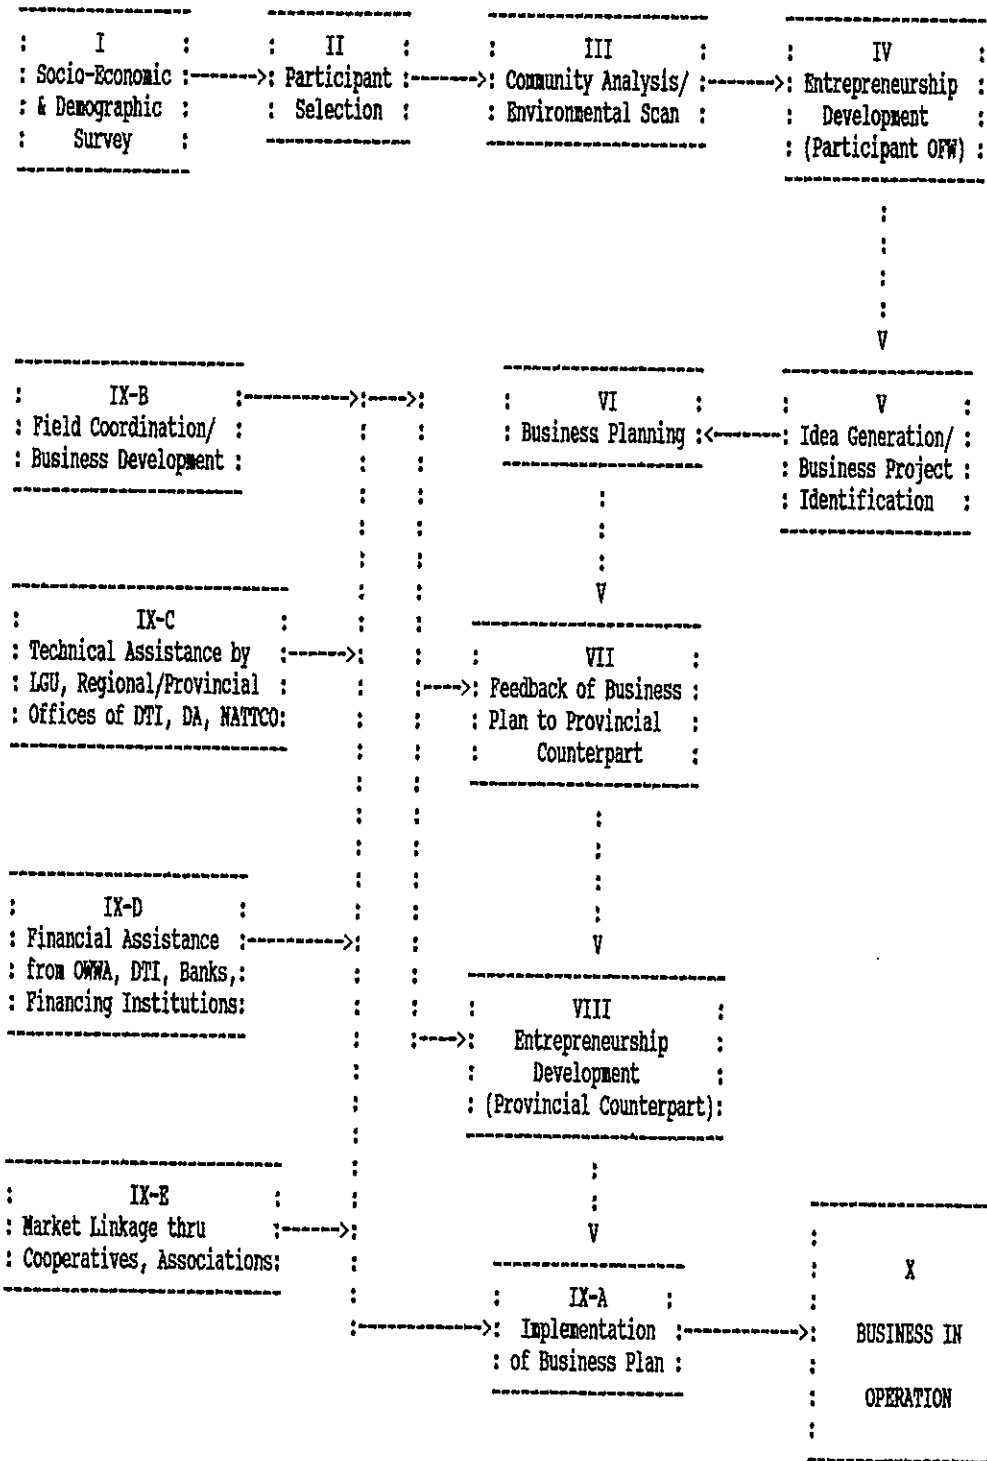 I
Socio-Economic
& Demographic
Survey
II
Participant
Selection
III
Community Analysis/
Environmental Scan
IV
Entrepreneurship
Development
(Participant OFW)
V
Idea Generation/
Business Project
Identification
VI
Business Planning
IX-B
Field Coordination/
Business Development
IX-C
Technical Assistance by
LGU, Regional/Provincial
Offices of DTI, DA, NATTCO
VII
Feedback of Business
Plan to Provincial
Counterpart
IX-D
Financial Assistance
from OWWA, DTI, Banks,
Financing Institutions
VIII
Entrepreneurship
Development
(Provincial Counterpart)
IX-E
Market Linkage thru
Cooperatives, Associations
IX-A
Implementation
of Business Plan
X
BUSINESS IN
OPERATION